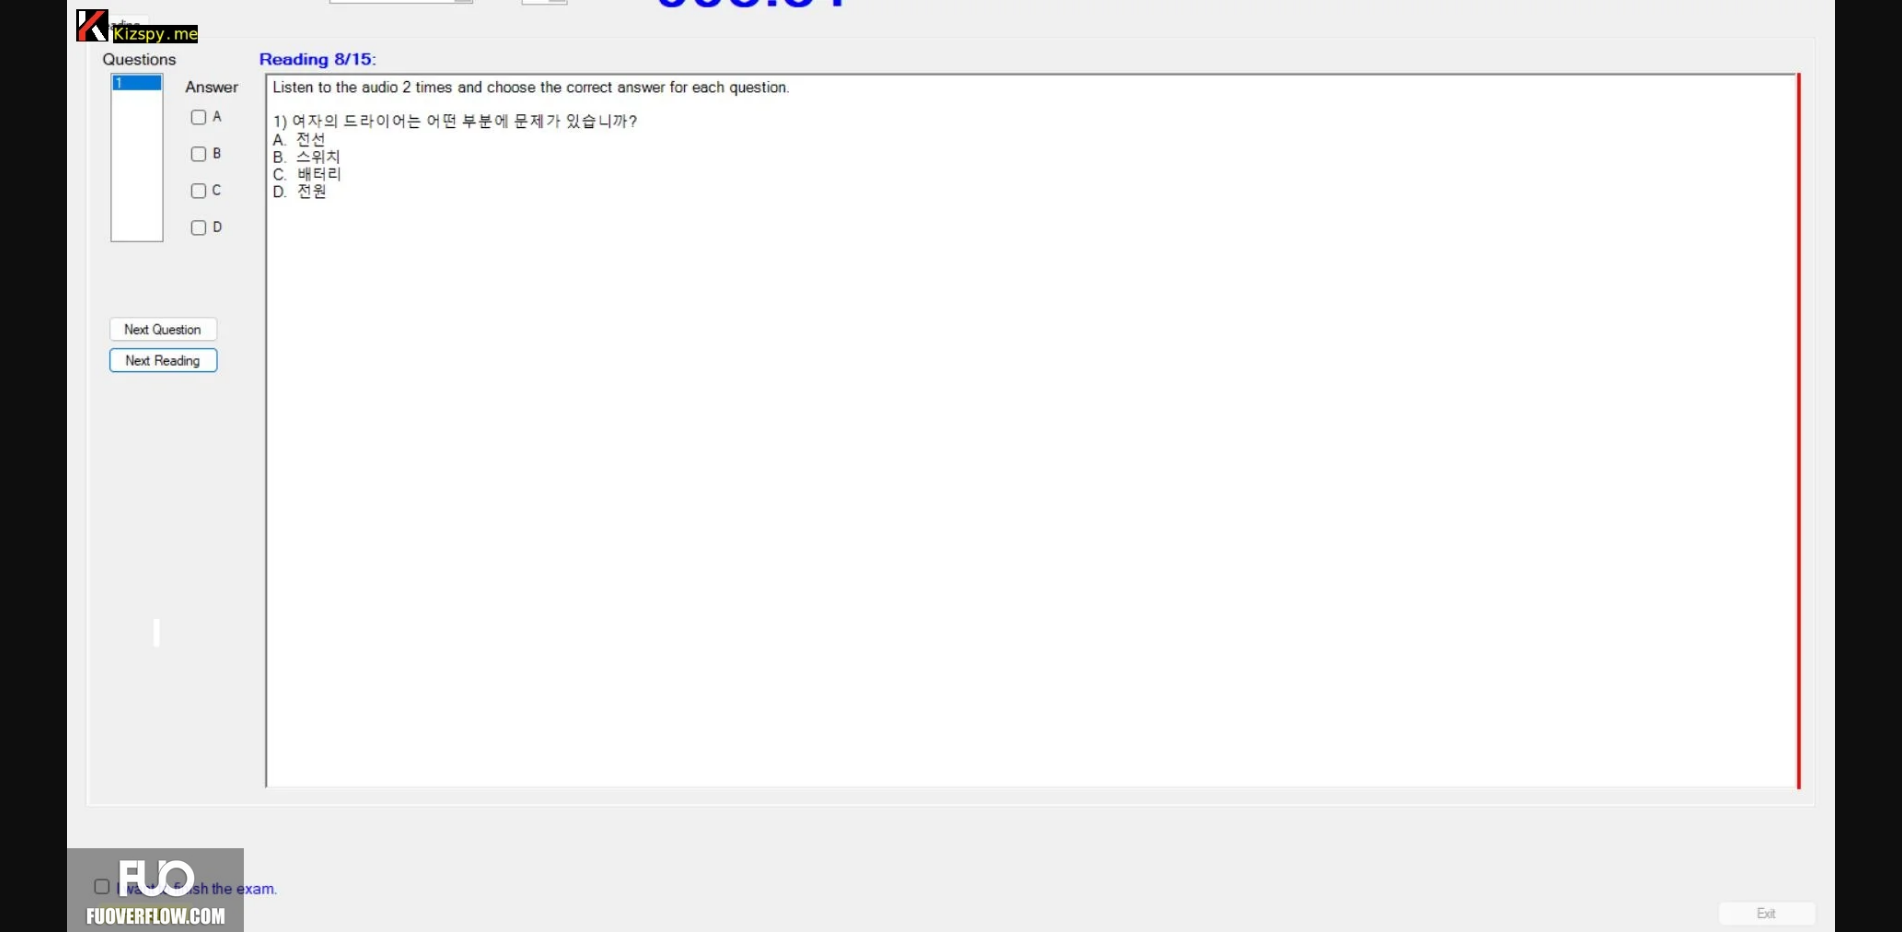 Kizspy.me
Questions
Reading 8/15:
1
Answer
A
B
C
D
Listen to the audio 2 times and choose the correct answer for each question.
1) 여자의 드라이어는 어떤 부분에 문제가 있습니까?
A. 전선
B. 스위치
C. 배터리
D. 전원
Next Question
Next Reading
FUO
finish the exam.
FUOVERFLOW.COM
Exit